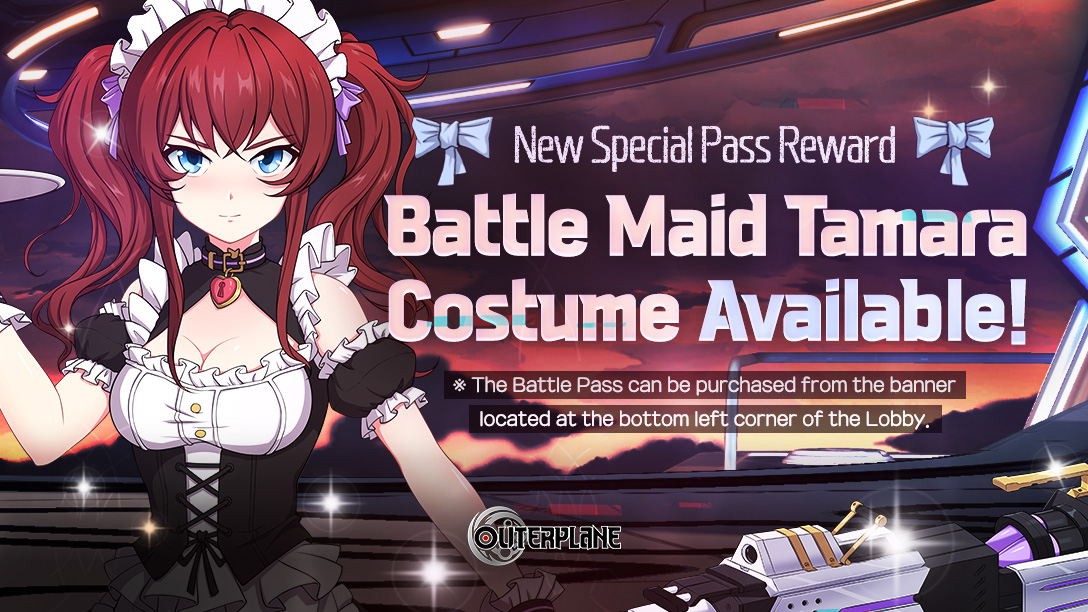 New Special Pass Reward
Battle Maid Tamara
Costume Available!
※ The Battle Pass can be purchased from the banner
located at the bottom left corner of the Lobby.
OUTERPLANE